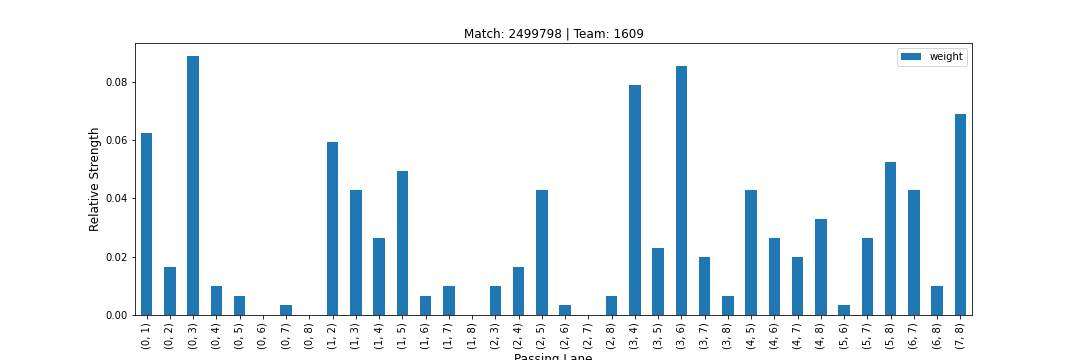 Match: 2499798 | Team: 1609
weight
Relative Strength
0.08
0.06
0.04
0.02
0.00
(0, 1) (0, 2) (0, 3) (0, 4) (0, 5) (0, 6) (0, 7) (0, 8) (1, 2) (1, 3) (1, 4) (1, 5) (1, 6) (1, 7) (1, 8) (2, 3) (2, 4) (2, 5) (2, 6) (2, 7) (2, 8) (3, 4) (3, 5) (3, 6) (3, 7) (3, 8) (4, 5) (4, 6) (4, 7) (4, 8) (5, 6) (5, 7) (5, 8) (6, 7) (6, 8) (7, 8)
Passing Lane